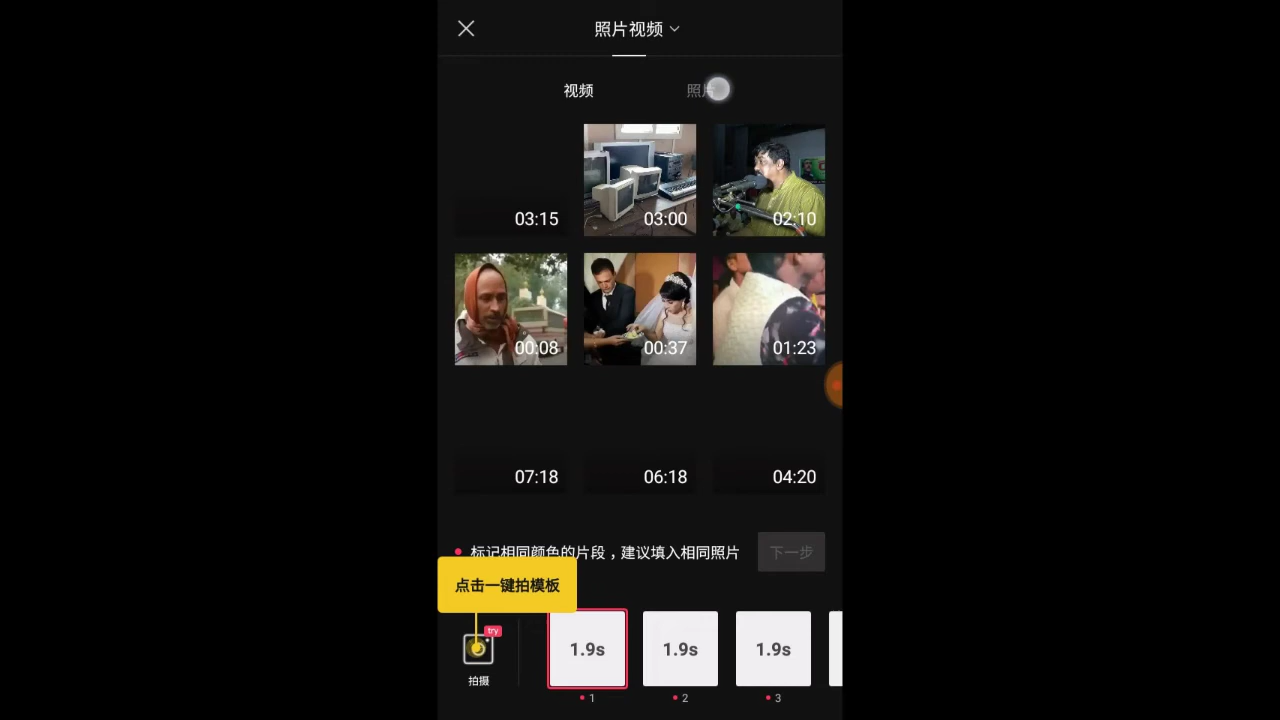 照片视频
视频
照片
03:15
03:00
02:10
00:08
00:37
01:23
07:18
06:18
04:20
标记相同颜色的片段，建议填入相同照片
下一步
点击一键拍模板
try
1.9s
1.9s
1.9s
拍摄
1
2
3